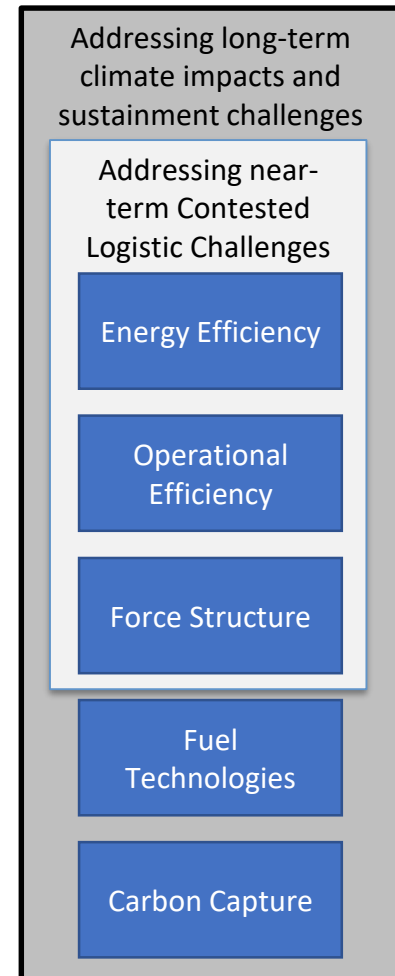 Addressing long-term
climate impacts and
sustainment challenges
Addressing near-
term Contested
Logistic Challenges
Energy Efficiency
Operational
Efficiency
Force Structure
Fuel
Technologies
Carbon Capture